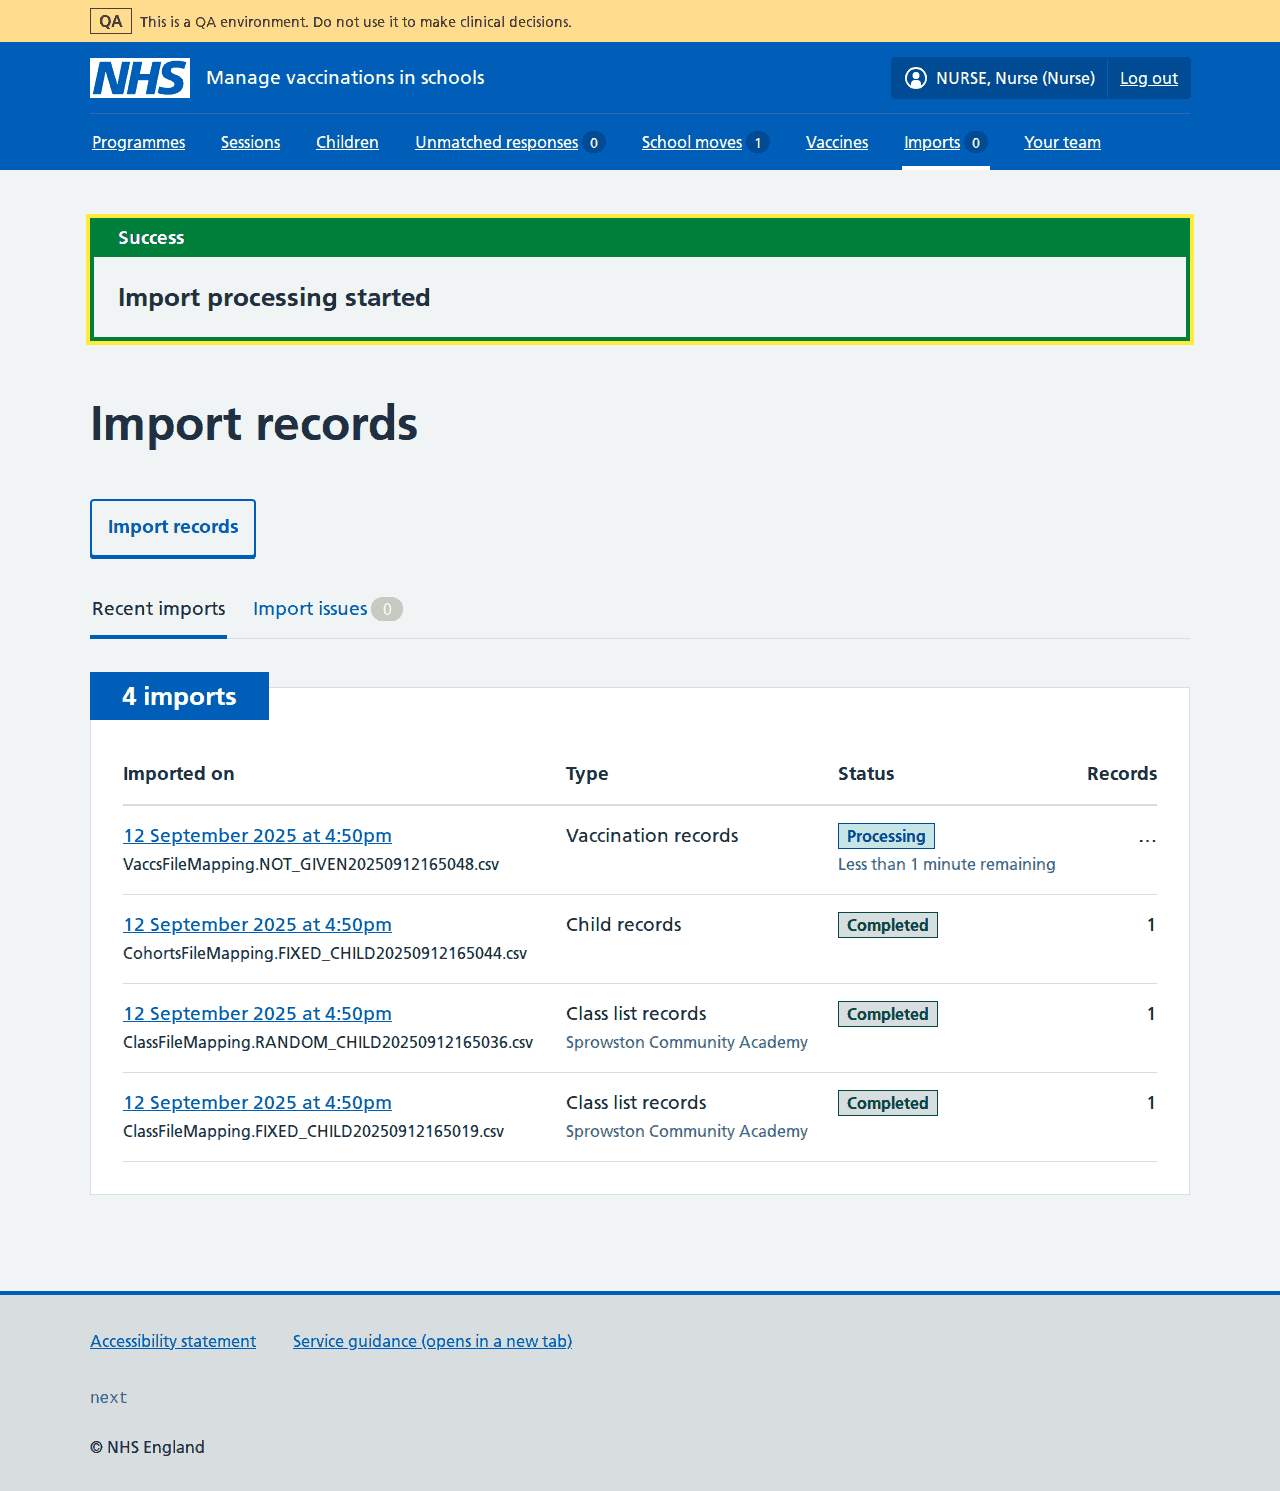 QA This is a QA environment. Do not use it to make clinical decisions.
NHS Manage vaccinations in schools NURSE, Nurse (Nurse) Log out
Programmes Sessions Children Unmatched responses 0 School moves 1 Vaccines Imports 0 Your team
Success
Import processing started
Import records
Import records
Recent imports Import issues 0
4 imports
Imported on Type Status Records
12 September 2025 at 4:50pm Vaccination records Processing ...
VaccsFileMapping.NOT_GIVEN20250912165048.csv Less than 1 minute remaining
12 September 2025 at 4:50pm Child records Completed 1
CohortsFileMapping.FIXED_CHILD20250912165044.csv
12 September 2025 at 4:50pm Class list records Completed 1
ClassFileMapping.RANDOM_CHILD20250912165036.csv Sprowston Community Academy
12 September 2025 at 4:50pm Class list records Completed 1
ClassFileMapping.FIXED_CHILD20250912165019.csv Sprowston Community Academy
Accessibility statement Service guidance (opens in a new tab)
next
© NHS England